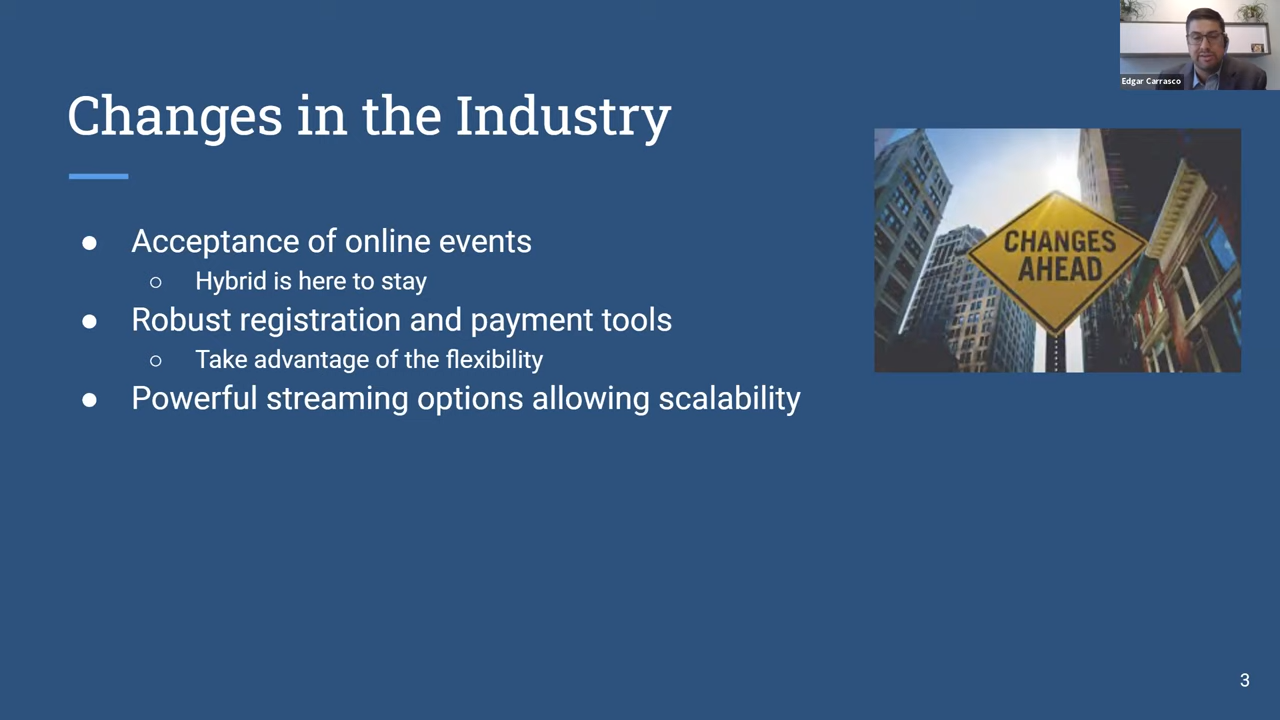 Edgar Carrasco
Changes in the Industry
CHANGES
AHEAD
● Acceptance of online events
○ Hybrid is here to stay
● Robust registration and payment tools
○ Take advantage of the flexibility
● Powerful streaming options allowing scalability
3